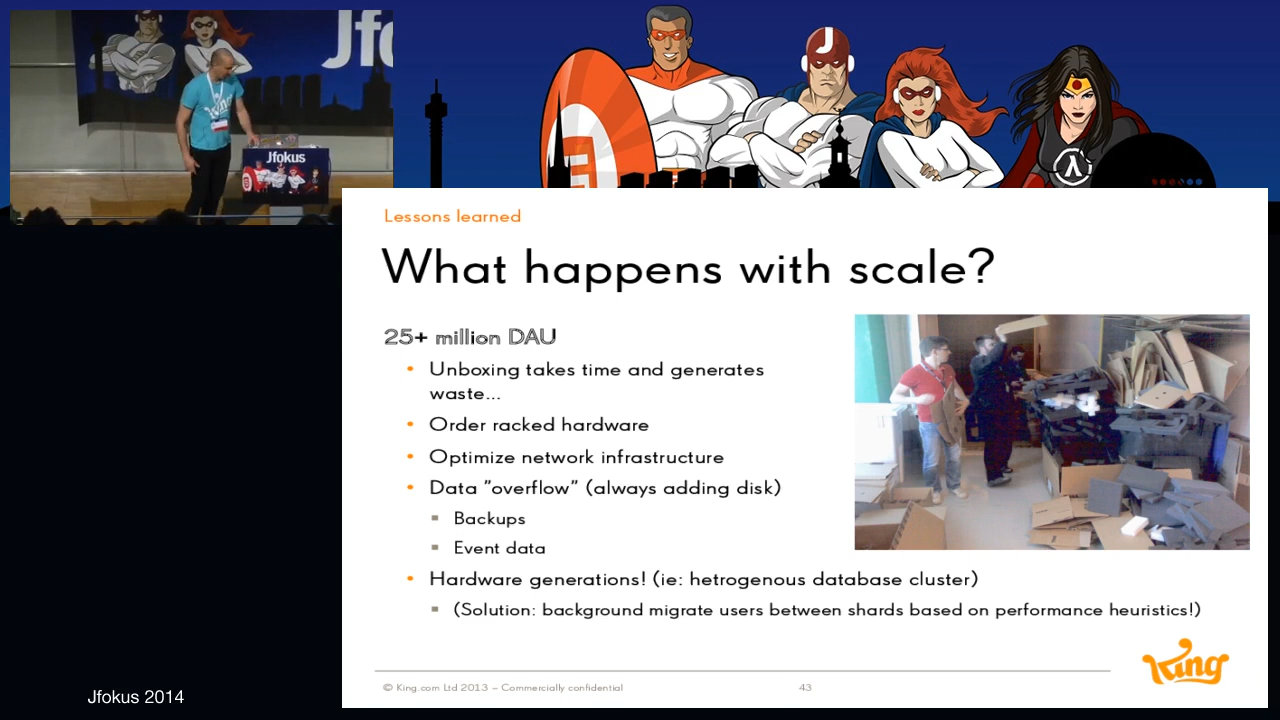 Jfo
Jfokus
J
Lessons learned
What happens with scale?
25+ million DAU
Unboxing takes time and generates
waste...
Order racked hardware
Optimize network infrastructure
Data ”overflow” (always adding disk)
Backups
Event data
Hardware generations! (ie: hetrogenous database cluster)
(Solution: background migrate users between shards based on performance heuristics!)
King
© King.com Ltd 2013 – Commercially confidential
43
Jfokus 2014